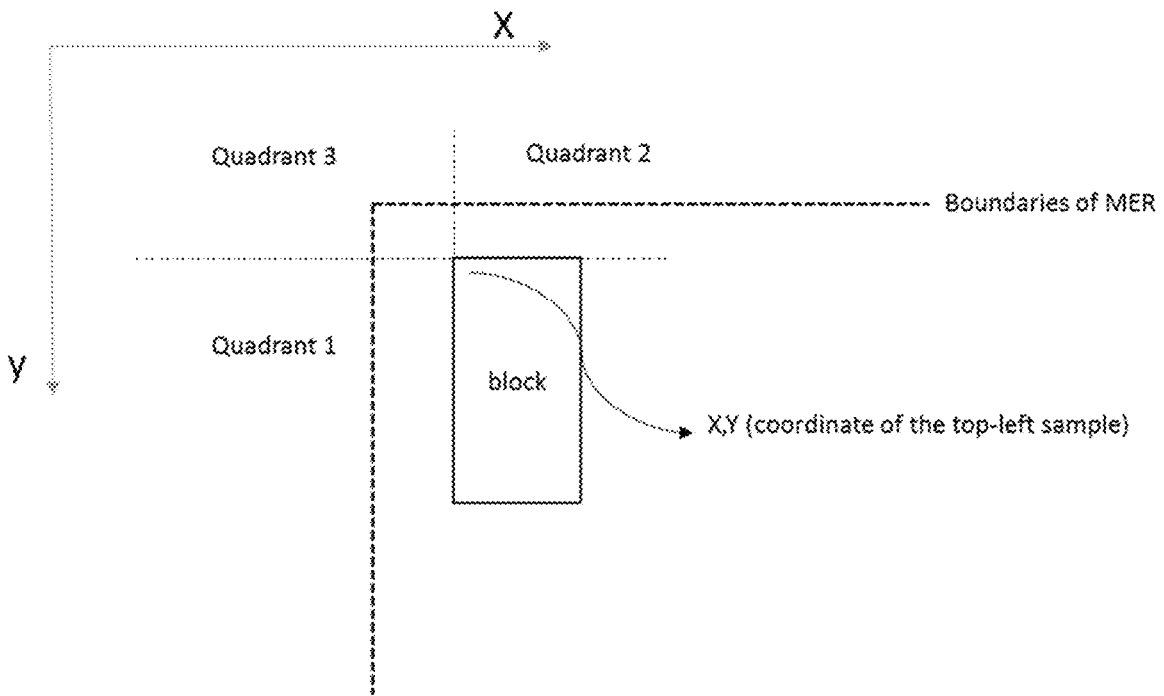 X
Quadrant 3
Quadrant 2
Boundaries of MER
Quadrant 1
y
block
X,Y (coordinate of the top-left sample)